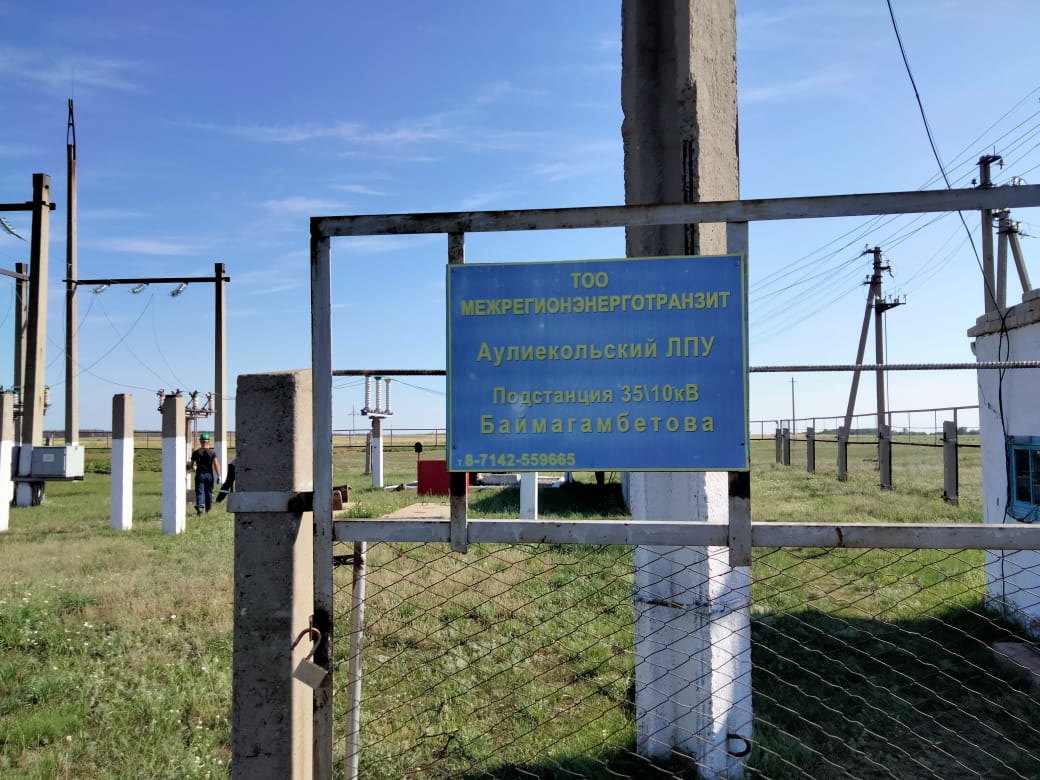 ТОО
МЕЖРЕГИОНЭНЕРГОТРАНЗИТ
Аулиекольский ЛПУ
Подстанция 35\10кВ
Баймагамбетова
т.8-7142-559665